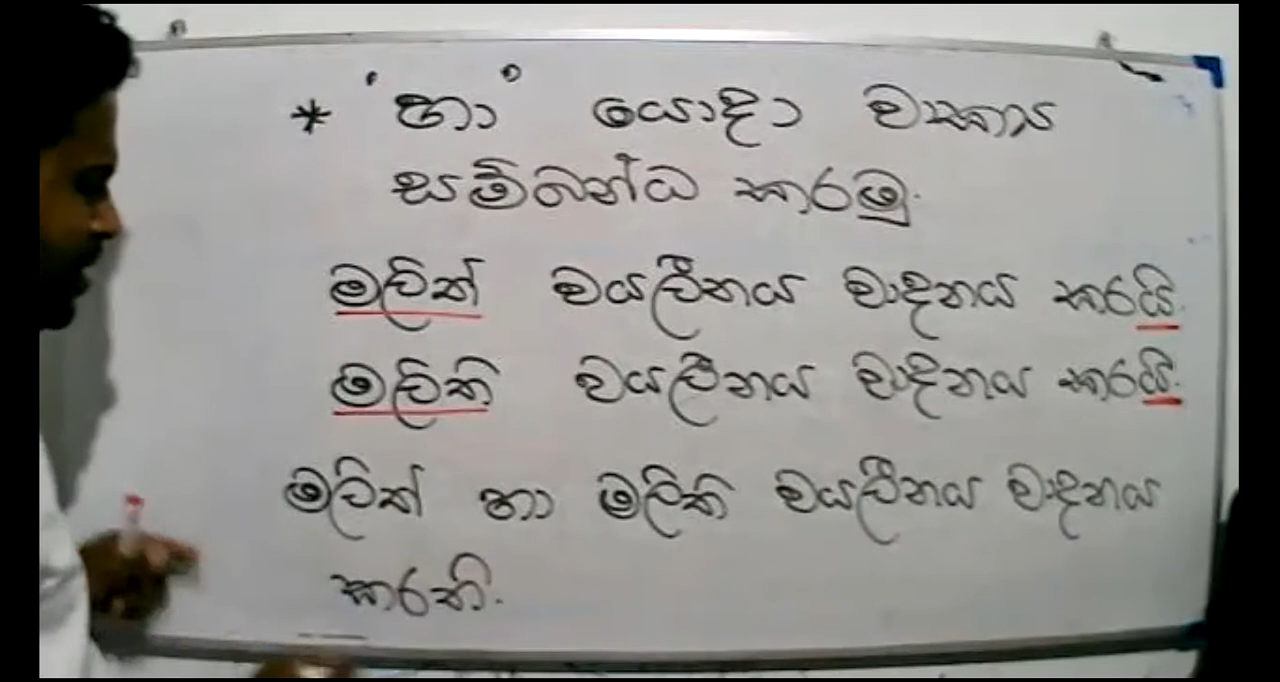 * 'හා' යොදා වාක්‍ය
සම්බන්ධ කරමු.
මලිත් වයලීනය වාදනය කරයි.
මලිති වයලීනය වාදනය කරයි.
මලිත් හා මලිති වයලීනය වාදනය
කරති.